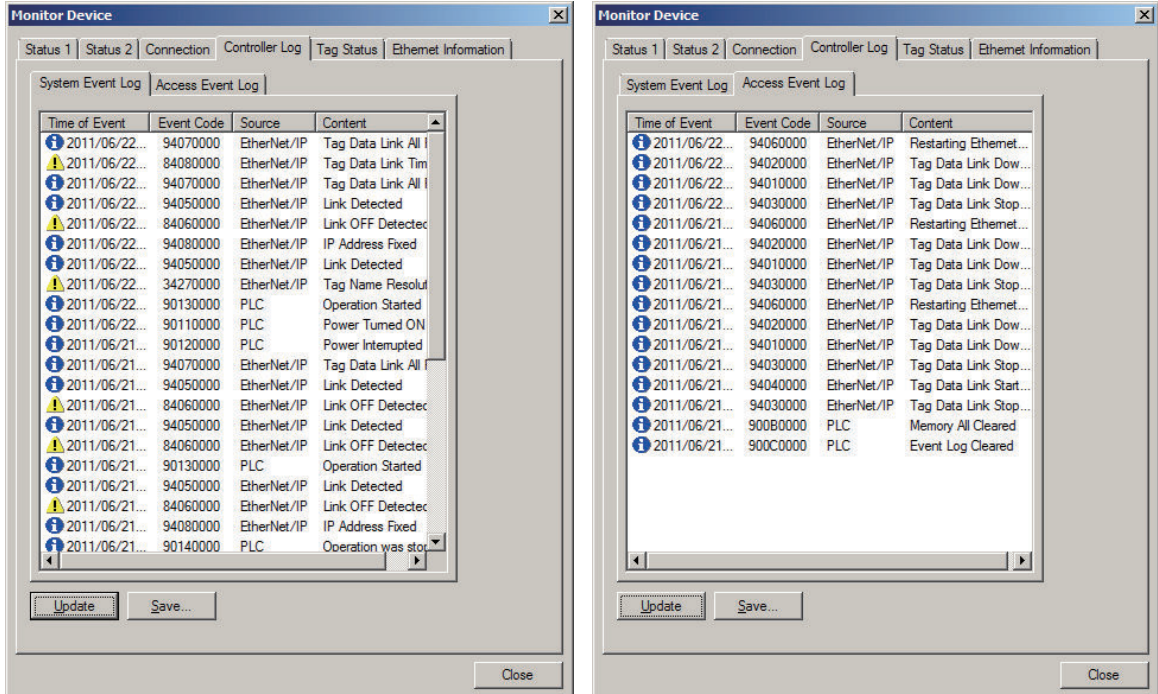 Monitor Device
Status 1 Status 2 Connection Controller Log Tag Status Ethernet Information
System Event Log Access Event Log
Time of Event Event Code Source Content
2011/06/22... 94070000 EtherNet/IP Tag Data Link All
2011/06/22... 84080000 EtherNet/IP Tag Data Link Tim
2011/06/22... 94070000 EtherNet/IP Tag Data Link All
2011/06/22... 94050000 EtherNet/IP Link Detected
2011/06/22... 84060000 EtherNet/IP Link OFF Detected
2011/06/22... 94080000 EtherNet/IP IP Address Fixed
2011/06/22... 94050000 EtherNet/IP Link Detected
2011/06/22... 34270000 EtherNet/IP Tag Name Resolut
2011/06/22... 90130000 PLC Operation Started
2011/06/22... 90110000 PLC Power Turned ON
2011/06/21... 90120000 PLC Power Interrupted
2011/06/21... 94070000 EtherNet/IP Tag Data Link All
2011/06/21... 94050000 EtherNet/IP Link Detected
2011/06/21... 84060000 EtherNet/IP Link OFF Detected
2011/06/21... 94050000 EtherNet/IP Link Detected
2011/06/21... 84060000 EtherNet/IP Link OFF Detected
2011/06/21... 90130000 PLC Operation Started
2011/06/21... 94050000 EtherNet/IP Link Detected
2011/06/21... 84060000 EtherNet/IP Link OFF Detected
2011/06/21... 94080000 EtherNet/IP IP Address Fixed
2011/06/21... 90140000 PLC Operation was stop
Update Save...
Close
Monitor Device
Status 1 Status 2 Connection Controller Log Tag Status Ethernet Information
System Event Log Access Event Log
Time of Event Event Code Source Content
2011/06/22... 94060000 EtherNet/IP Restarting Ethernet...
2011/06/22... 94020000 EtherNet/IP Tag Data Link Dow...
2011/06/22... 94010000 EtherNet/IP Tag Data Link Dow...
2011/06/22... 94030000 EtherNet/IP Tag Data Link Stop...
2011/06/21... 94060000 EtherNet/IP Restarting Ethernet...
2011/06/21... 94020000 EtherNet/IP Tag Data Link Dow...
2011/06/21... 94010000 EtherNet/IP Tag Data Link Dow...
2011/06/21... 94030000 EtherNet/IP Tag Data Link Stop...
2011/06/21... 94060000 EtherNet/IP Restarting Ethernet...
2011/06/21... 94020000 EtherNet/IP Tag Data Link Dow...
2011/06/21... 94010000 EtherNet/IP Tag Data Link Dow...
2011/06/21... 94030000 EtherNet/IP Tag Data Link Stop...
2011/06/21... 94040000 EtherNet/IP Tag Data Link Start...
2011/06/21... 94030000 EtherNet/IP Tag Data Link Stop...
2011/06/21... 900B0000 PLC Memory All Cleared
2011/06/21... 900C0000 PLC Event Log Cleared
Update Save...
Close